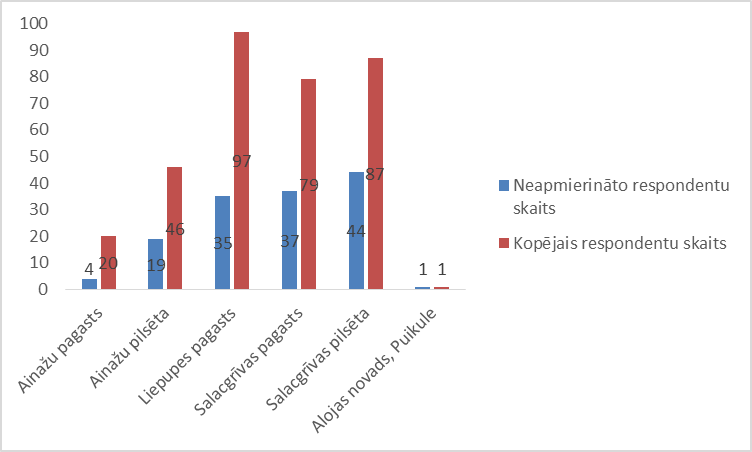 100
90
80
70
60
50
40
30
20
10
0
4
20
19
46
35
97
37
79
44
87
1
1
Ainažu pagasts
Ainažu pilsēta
Liepupes pagasts
Salacgrīvas pagasts
Salacgrīvas pilsēta
Alojas novads, Puikule
Neapmierināto respondentu
skaits
Kopējais respondentu skaits